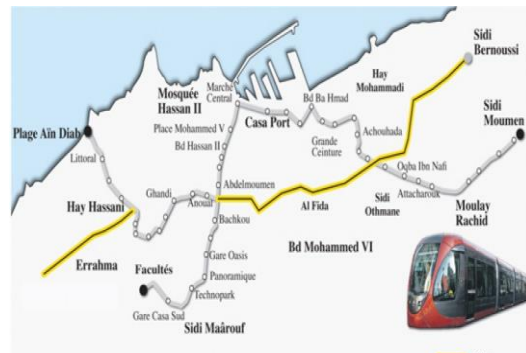 Sidi
Bernoussi
Hay
Mohammadi
Marché
Central
Mosquée
Hassan II
Bd Ba Hmad
Sidi
Moumen
Casa Port
Place Mohammed V
Achouhada
Plage Aïn Diab
Grande
Ceinture
Bd Hassan II
Littoral
Oqba Ibn Nafi
Abdelmoumen
Ghandi
Attacharouk
Hay Hassani
Anoual
Al Fida
Sidi
Othmane
Moulay
Rachid
Bachkou
Bd Mohammed VI
Errahma
Gare Oasis
Facultés
Panoramique
Technopark
Gare Casa Sud
Sidi Maârouf